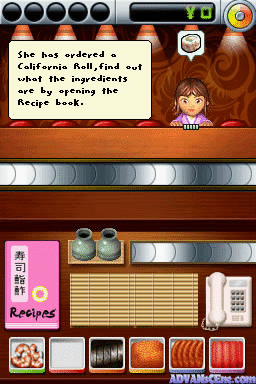 ¥0
She has ordered a
California Roll,find out
what the ingredients
are by opening the
Recipe book.
寿
司
鮨
酢
Recipes
ADVANsCEne.com